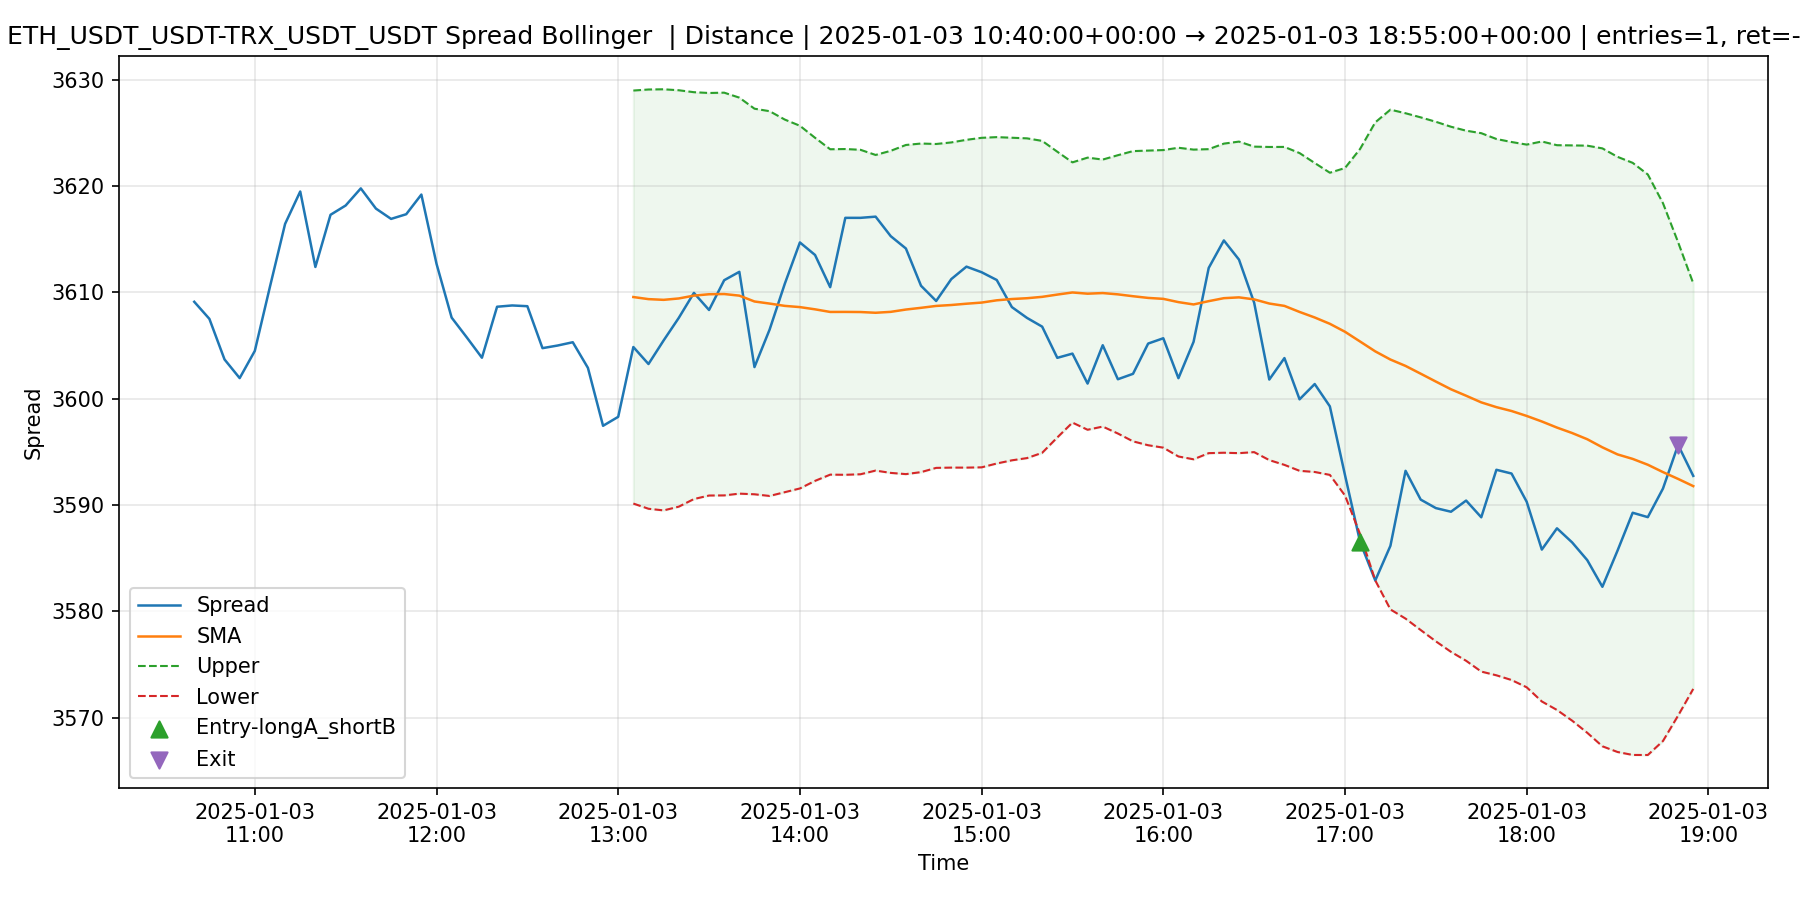 ETH_USDT_USDT-TRX_USDT_USDT Spread Bollinger | Distance | 2025-01-03 10:40:00+00:00 → 2025-01-03 18:55:00+00:00 | entries=1, ret=-
3630
3620
3610
3600
3590
3580
3570
Spread
Spread
SMA
Upper
Lower
Entry-longA_shortB
Exit
2025-01-03 2025-01-03 2025-01-03 2025-01-03 2025-01-03 2025-01-03 2025-01-03 2025-01-03 2025-01-03
11:00 12:00 13:00 14:00 15:00 16:00 17:00 18:00 19:00
Time